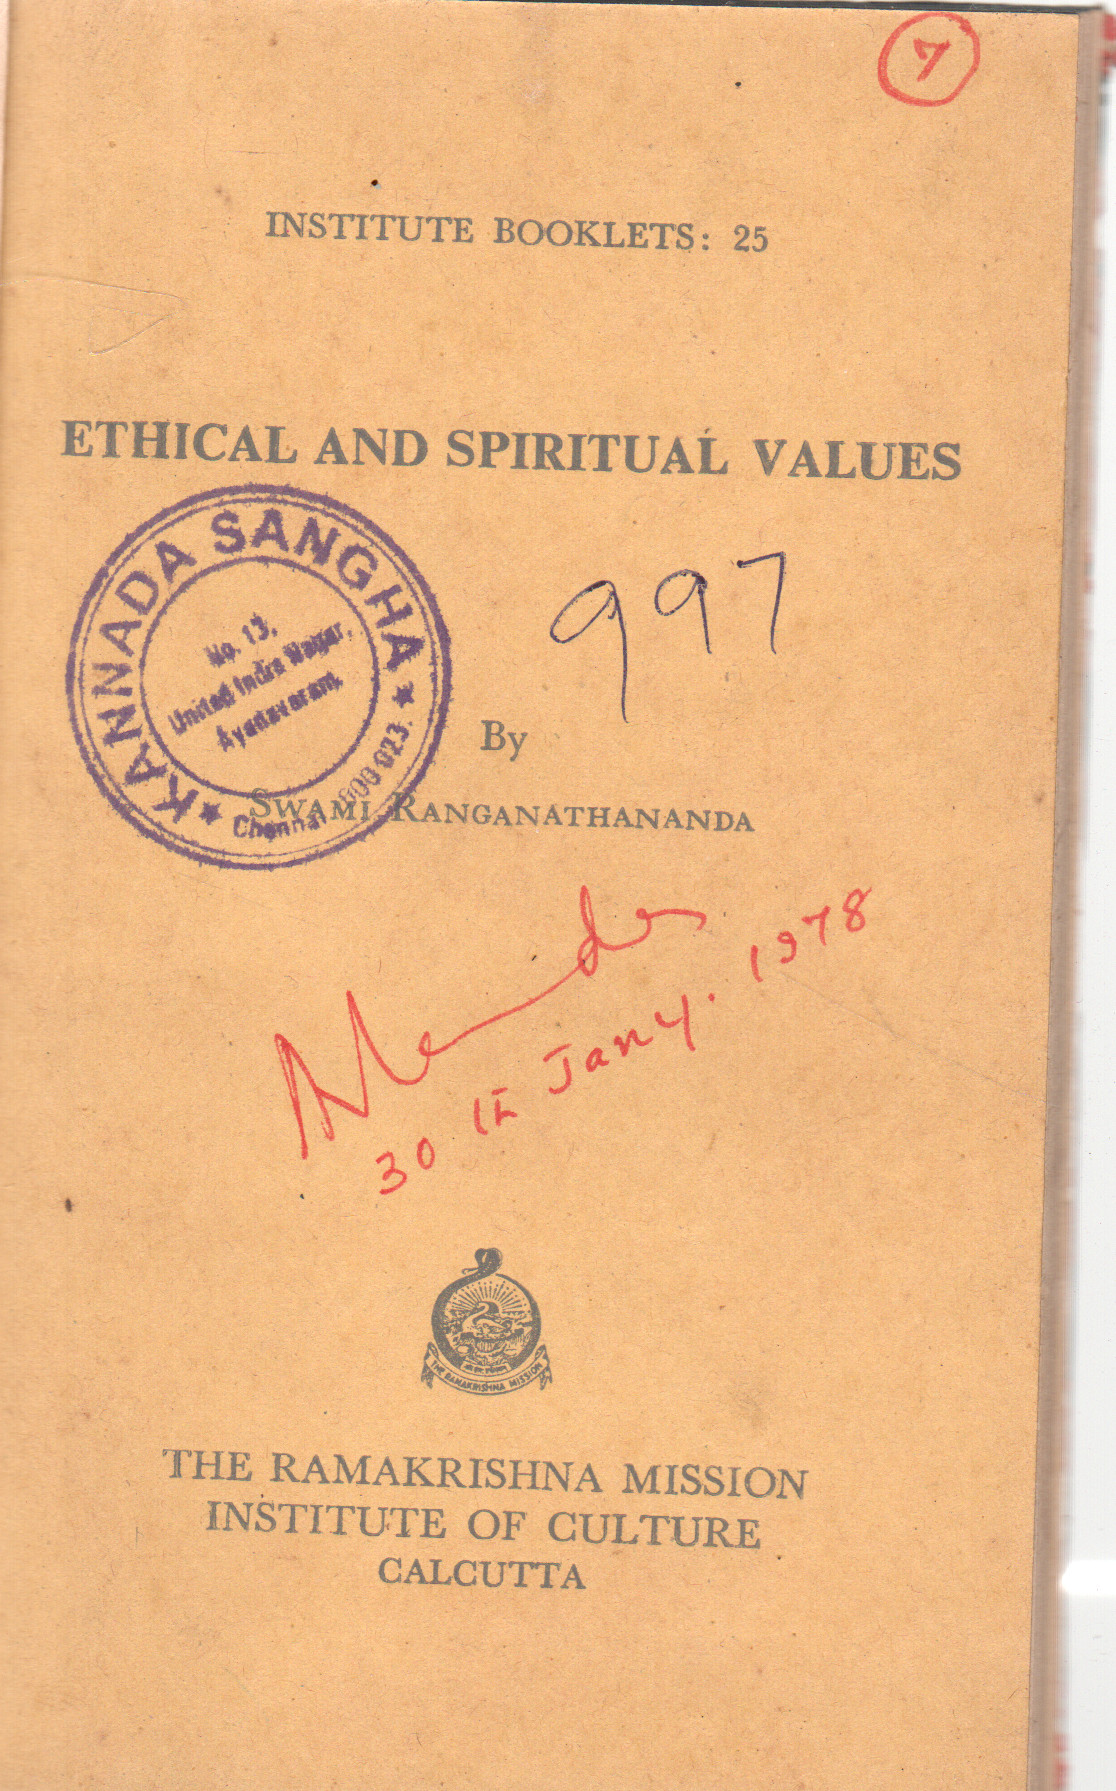 7
INSTITUTE BOOKLETS: 25
ETHICAL AND SPIRITUAL VALUES
997
KANNADA SANGHA
No. 13,
United India Nagar,
Ayanavaram,
Chennai - 600 023.
By
SWAMI RANGANATHANANDA
30 th Jany. 1978
THE RAMAKRISHNA MISSION
THE RAMAKRISHNA MISSION
INSTITUTE OF CULTURE
CALCUTTA